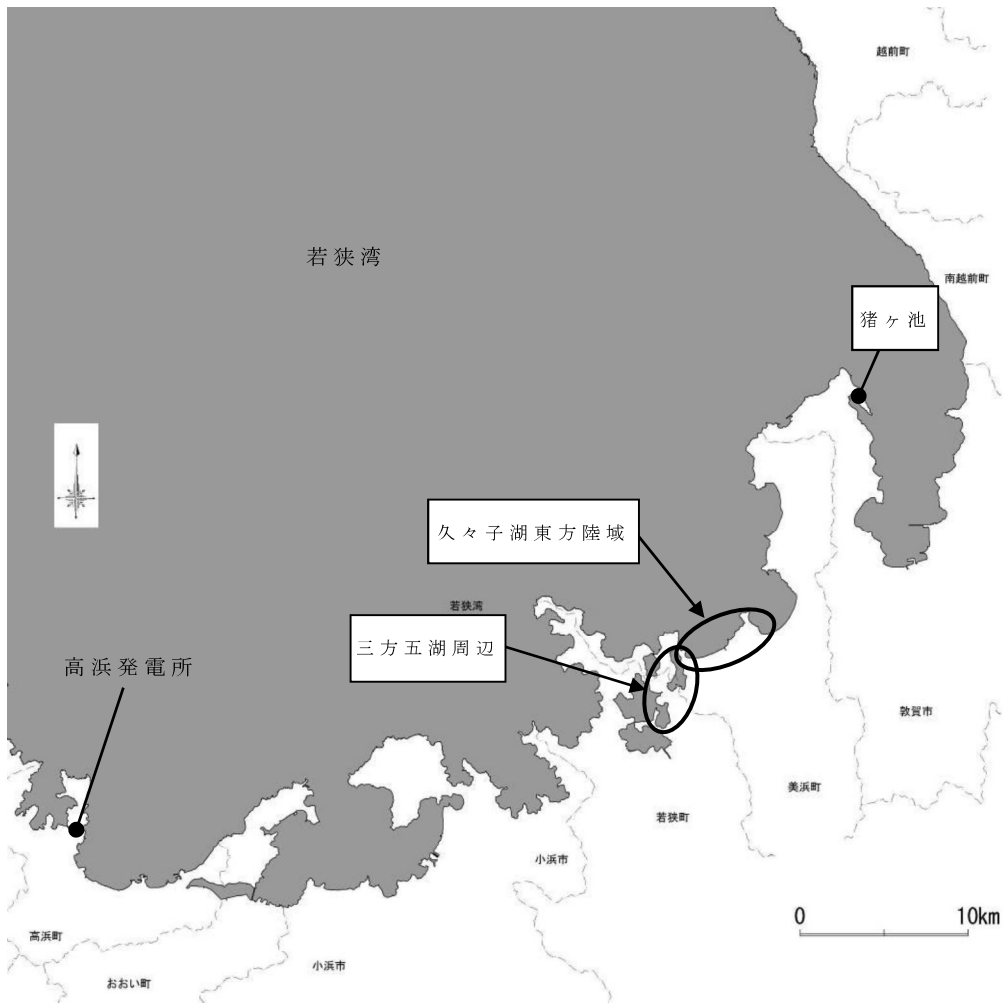 越前町
若狭湾
南越前町
猪ヶ池
久々子湖東方陸域
若狭湾
三方五湖周辺
高浜発電所
敦賀市
美浜町
若狭町
小浜市
0 10km
高浜町
小浜市
おおい町